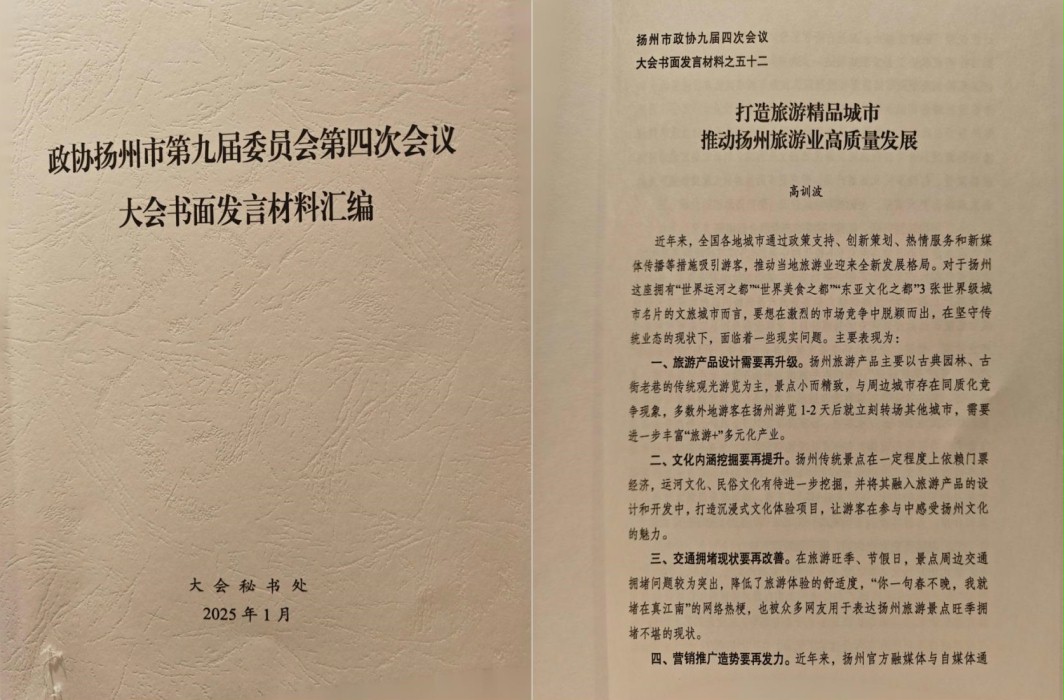 政协扬州市第九届委员会第四次会议
大会书面发言材料汇编
大会秘书处
2025年1月
扬州市政协九届四次会议
大会书面发言材料之五十二
打造旅游精品城市
推动扬州旅游业高质量发展
高训波
近年来，全国各地城市通过政策支持、创新策划、热情服务和新媒
体传播等措施吸引游客，推动当地旅游业迎来全新发展格局。对于扬州
这座拥有“世界运河之都”“世界美食之都”“东亚文化之都”3张世界级城
市名片的文旅城市而言，要想在激烈的市场竞争中脱颖而出，在坚守传
统业态的现状下，面临着一些现实问题。主要表现为：
一、旅游产品设计需要再升级。扬州旅游产品主要以古典园林、古
街老巷的传统观光游览为主，景点小而精致，与周边城市存在同质化竞
争现象，多数外地游客在扬州游览1-2天后就立刻转场其他城市，需要
进一步丰富“旅游+”多元化产业。
二、文化内涵挖掘要再提升。扬州传统景点在一定程度上依赖门票
经济，运河文化、民俗文化有待进一步挖掘，并将其融入旅游产品的设
计和开发中，打造沉浸式文化体验项目，让游客在参与中感受扬州文化
的魅力。
三、交通拥堵现状要再改善。在旅游旺季、节假日，景点周边交通
拥堵问题较为突出，降低了旅游体验的舒适度，“你一句春不晚，我就
堵在真江南”的网络热梗，也被众多网友用于表达扬州旅游景点旺季拥
堵不堪的现状。
四、营销推广造势要再发力。近年来，扬州官方融媒体与自媒体通